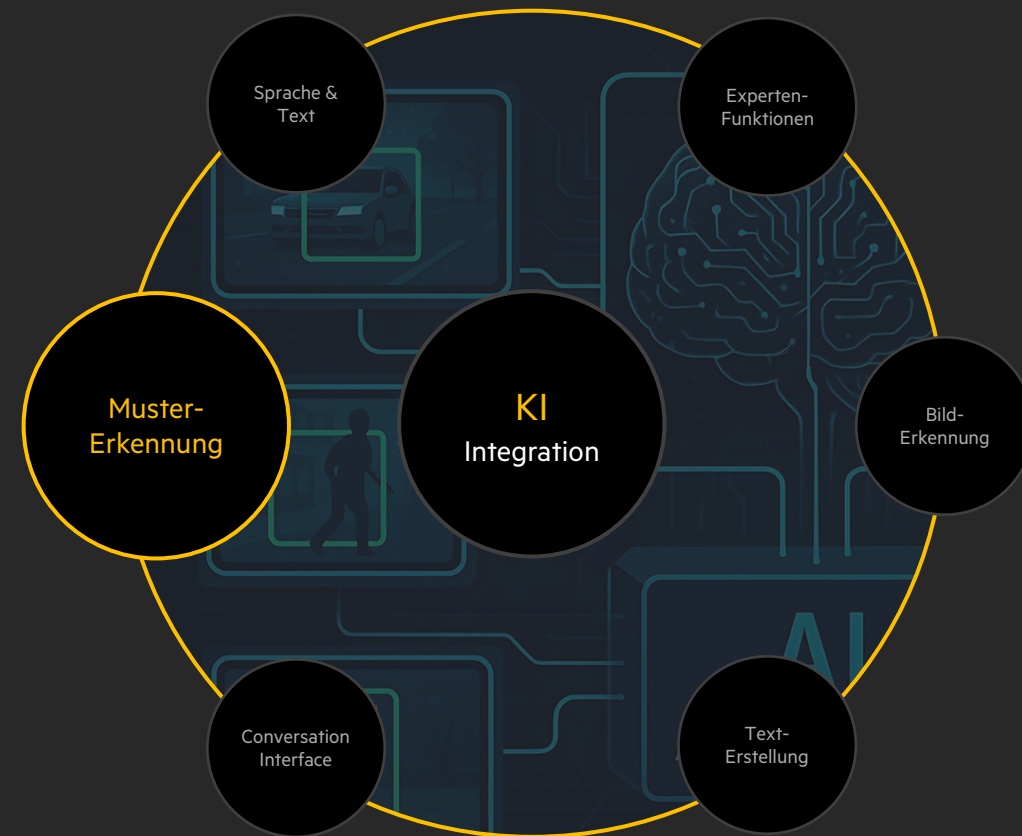 Sprache &
Text
Experten-
Funktionen
Muster-
Erkennung
KI
Integration
Bild-
Erkennung
AI
Conversation
Interface
Text-
Erstellung